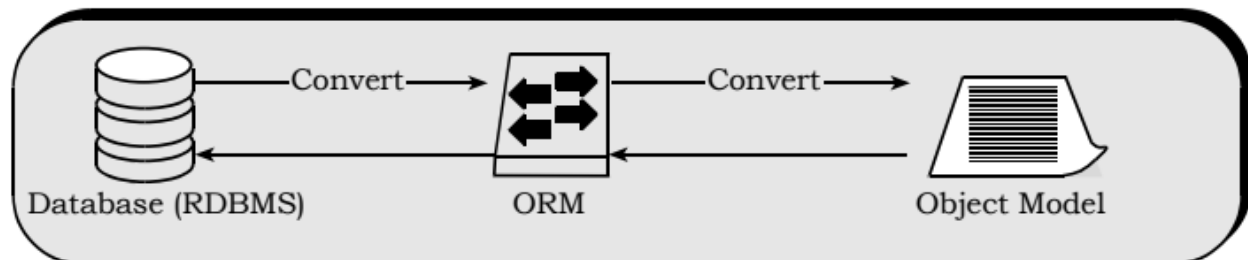 Convert
Convert
Database (RDBMS)
ORM
Object Model